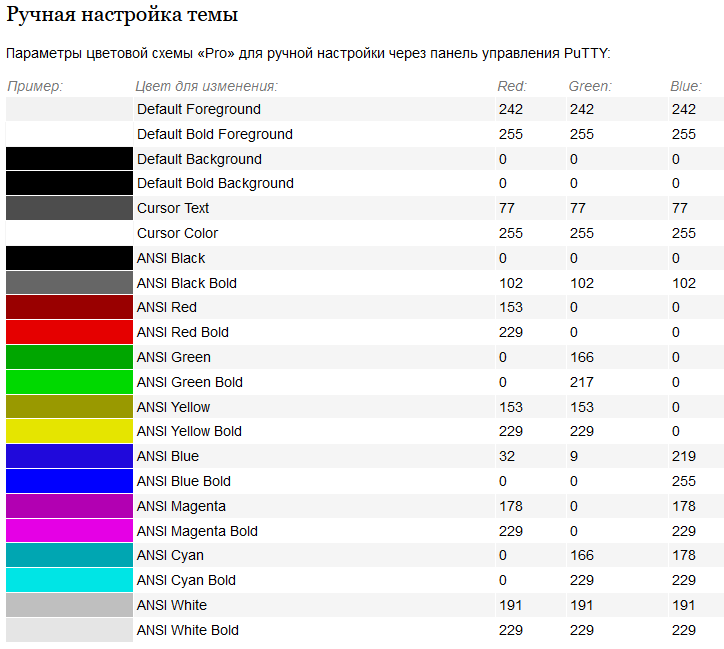 Ручная настройка темы
Параметры цветовой схемы «Pro» для ручной настройки через панель управления PuTTY:
Пример: Цвет для изменения: Red: Green: Blue:
Default Foreground 242 242 242
Default Bold Foreground 255 255 255
Default Background 0 0 0
Default Bold Background 0 0 0
Cursor Text 77 77 77
Cursor Color 255 255 255
ANSI Black 0 0 0
ANSI Black Bold 102 102 102
ANSI Red 153 0 0
ANSI Red Bold 229 0 0
ANSI Green 0 166 0
ANSI Green Bold 0 217 0
ANSI Yellow 153 153 0
ANSI Yellow Bold 229 229 0
ANSI Blue 32 9 219
ANSI Blue Bold 0 0 255
ANSI Magenta 178 0 178
ANSI Magenta Bold 229 0 229
ANSI Cyan 0 166 178
ANSI Cyan Bold 0 229 229
ANSI White 191 191 191
ANSI White Bold 229 229 229